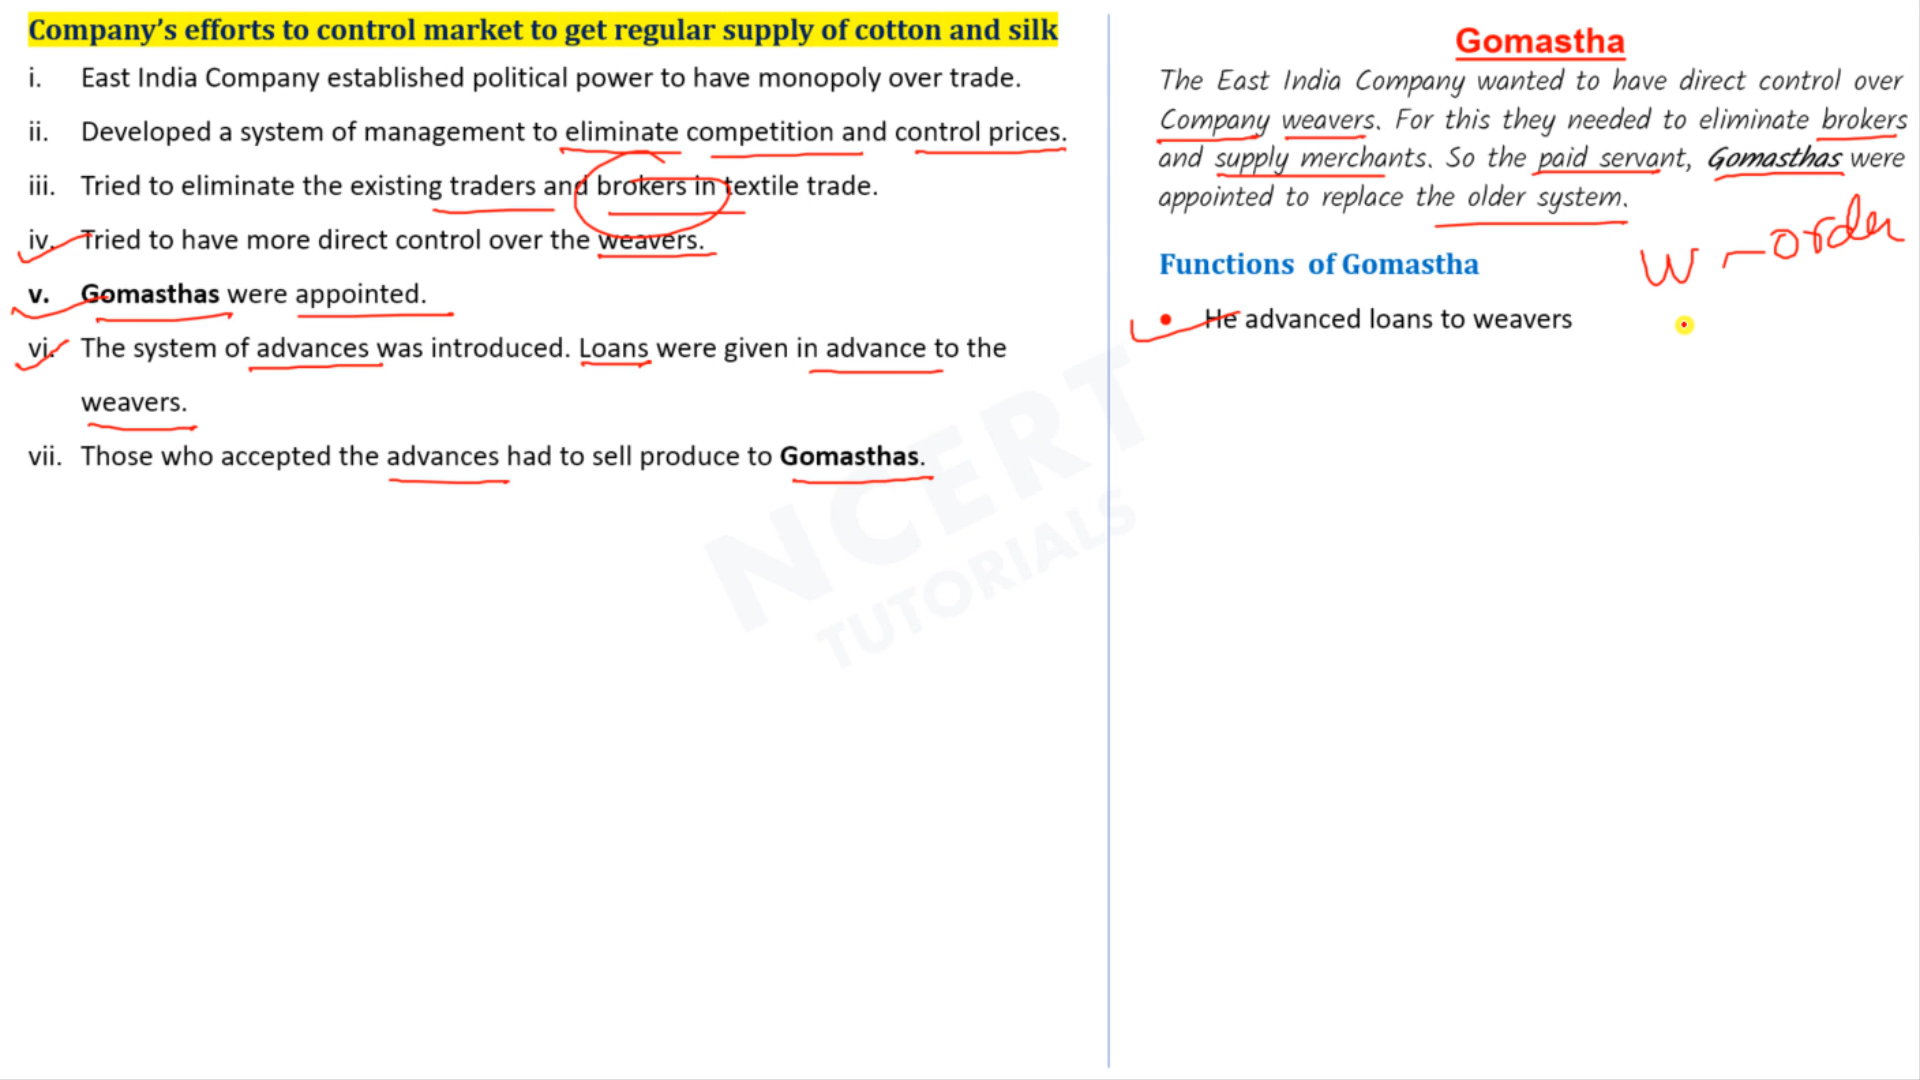 Company’s efforts to control market to get regular supply of cotton and silk
i. East India Company established political power to have monopoly over trade.
ii. Developed a system of management to eliminate competition and control prices.
iii. Tried to eliminate the existing traders and brokers in textile trade.
iv. Tried to have more direct control over the weavers.
v. Gomasthas were appointed.
vi. The system of advances was introduced. Loans were given in advance to the
weavers.
vii. Those who accepted the advances had to sell produce to Gomasthas.
Gomastha
The East India Company wanted to have direct control over
Company weavers. For this they needed to eliminate brokers
and supply merchants. So the paid servant, Gomasthas were
appointed to replace the older system.
W - order
Functions of Gomastha
• He advanced loans to weavers
NCERT
TUTORIALS